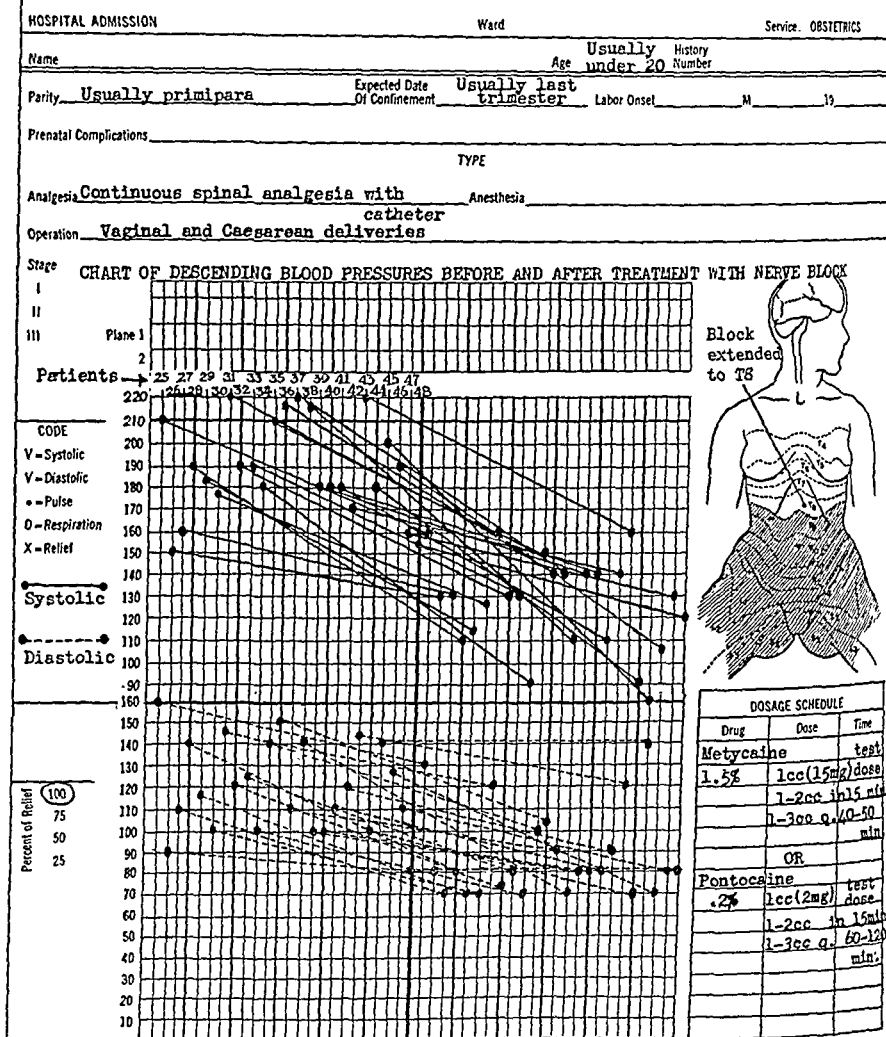 HOSPITAL ADMISSION Ward Service. OBSTETRICS
Name Age Usually under 20 History Number
Parity Usually primipara Expected Date Of Confinement Usually last trimester Labor Onset M 19
Prenatal Complications
TYPE
Analgesia Continuous spinal analgesia with catheter Anesthesia
Operation Vaginal and Caesarean deliveries
Stage CHART OF DESCENDING BLOOD PRESSURES BEFORE AND AFTER TREATMENT WITH NERVE BLOCK
I
II
III Plane 1
2
Patients → 25 27 29 31 33 35 37 39 41 43 45 47
26 28 30 32 34 36 38 40 42 44 46 48
220
210
200
190
180
170
160
150
140
130
120
110
100
90
160
150
140
130
120
110
100
90
80
70
60
50
40
30
20
10
CODE
V-Systolic
V-Diastolic
•-Pulse
O-Respiration
X-Relief
Systolic
Diastolic
Percent of Relief
100
75
50
25
Block
extended
to T8
T4
DOSAGE SCHEDULE
Drug Dose Time
Metycaine test
1.5% 1cc(15mg) dose
1-2cc in 15 min
1-3cc q. 40-50
min
OR
Pontocaine test
.2% 1cc(2mg) dose
1-2cc in 15min
1-3cc q. 60-120
min.